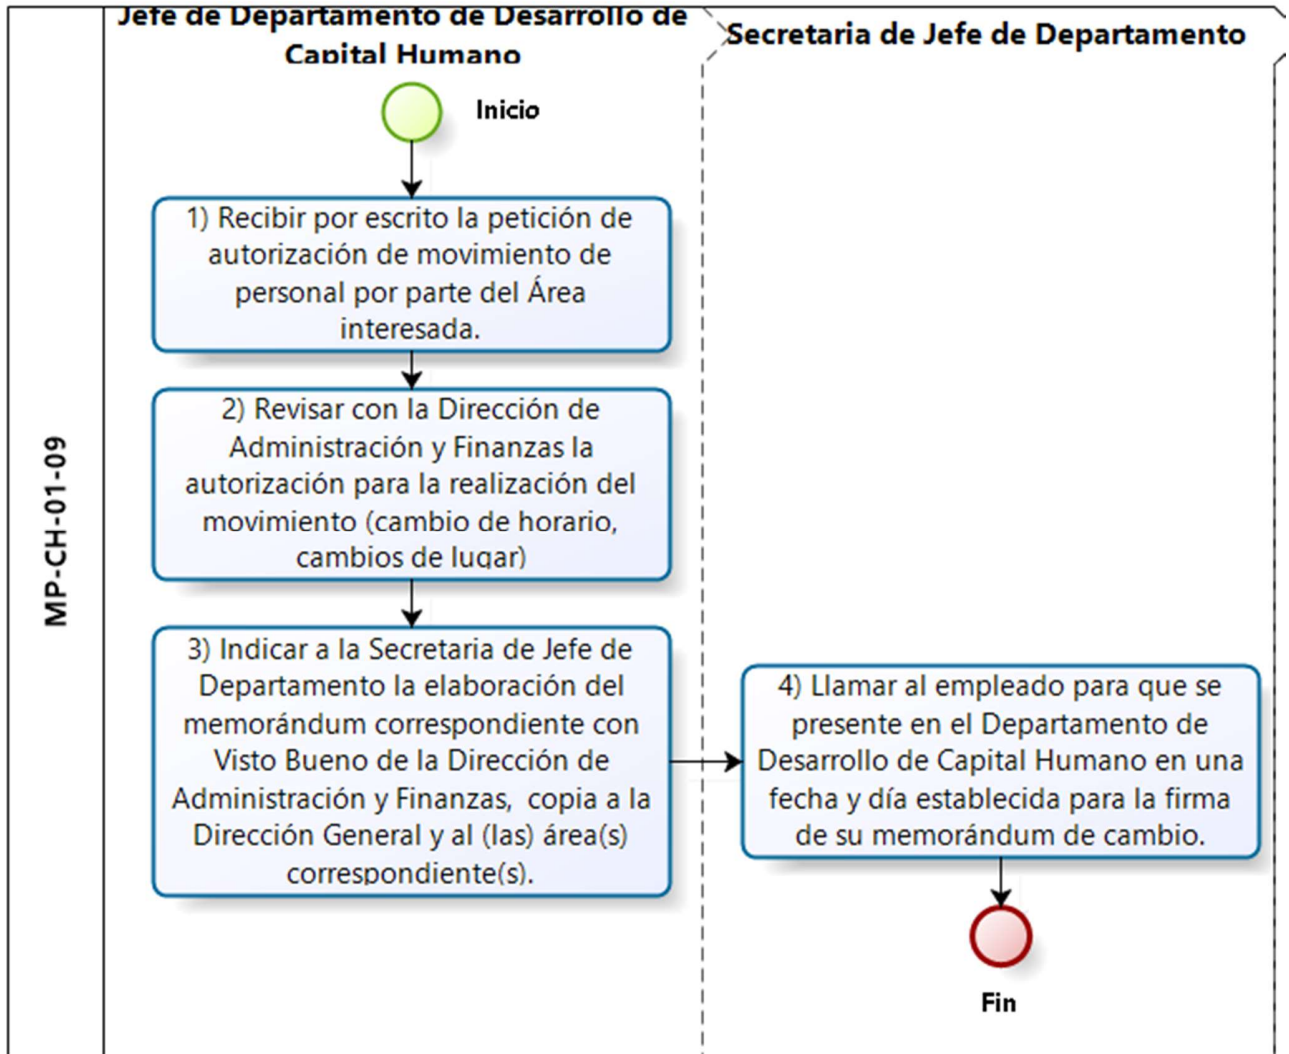 Jefe de Departamento de Desarrollo de
Capital Humano
Secretaria de Jefe de Departamento
MP-CH-01-09
Inicio
1) Recibir por escrito la petición de
autorización de movimiento de
personal por parte del Área
interesada.
2) Revisar con la Dirección de
Administración y Finanzas la
autorización para la realización del
movimiento (cambio de horario,
cambios de lugar)
3) Indicar a la Secretaria de Jefe de
Departamento la elaboración del
memorándum correspondiente con
Visto Bueno de la Dirección de
Administración y Finanzas, copia a la
Dirección General y al (las) área(s)
correspondiente(s).
4) Llamar al empleado para que se
presente en el Departamento de
Desarrollo de Capital Humano en una
fecha y día establecida para la firma
de su memorándum de cambio.
Fin